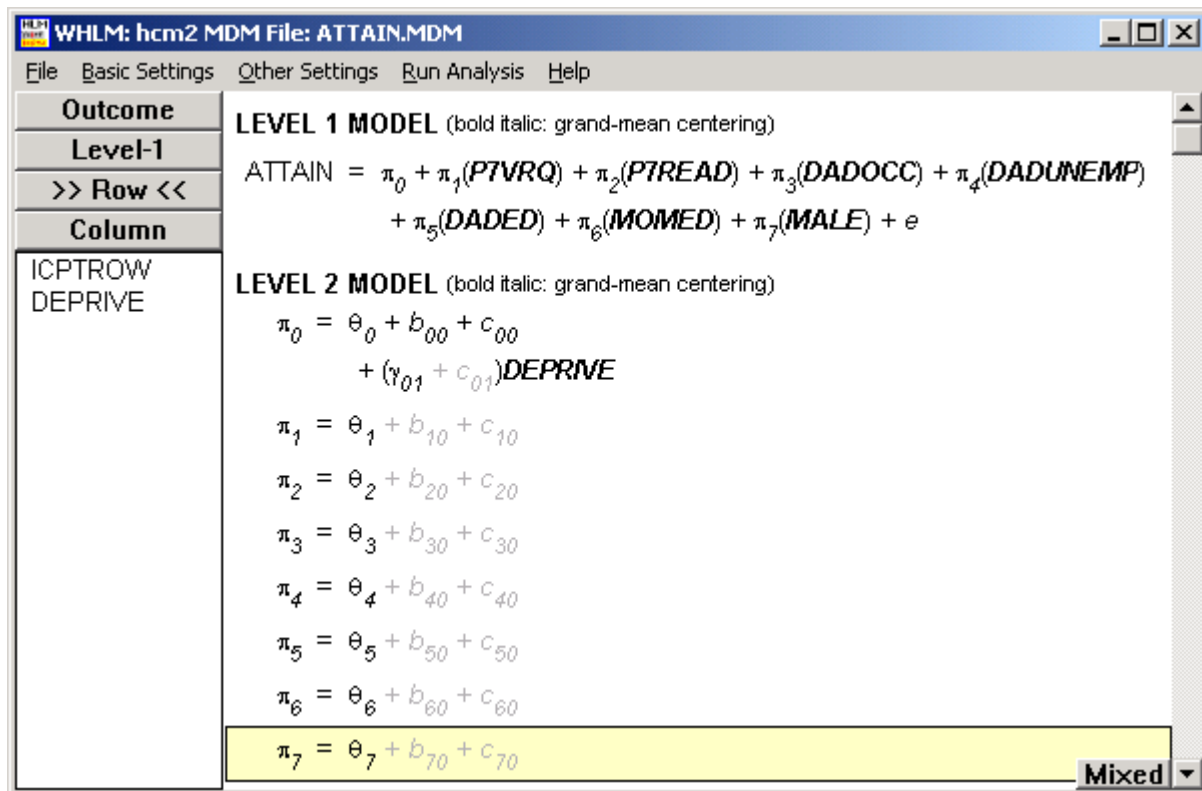 WHLM: hcm2 MDM File: ATTAIN.MDM
File Basic Settings Other Settings Run Analysis Help
Outcome
Level-1
>> Row <<
Column
ICPTROW
DEPRIVE
LEVEL 1 MODEL (bold italic: grand-mean centering)
ATTAIN = π₀ + π₁(P7VRQ) + π₂(P7READ) + π₃(DADOCC) + π₄(DADUNEMP)
+ π₅(DADED) + π₆(MOMED) + π₇(MALE) + e
LEVEL 2 MODEL (bold italic: grand-mean centering)
π₀ = θ₀ + b₀₀ + c₀₀
+ (γ₀₁ + c₀₁)DEPRIVE
π₁ = θ₁ + b₁₀ + c₁₀
π₂ = θ₂ + b₂₀ + c₂₀
π₃ = θ₃ + b₃₀ + c₃₀
π₄ = θ₄ + b₄₀ + c₄₀
π₅ = θ₅ + b₅₀ + c₅₀
π₆ = θ₆ + b₆₀ + c₆₀
π₇ = θ₇ + b₇₀ + c₇₀
Mixed